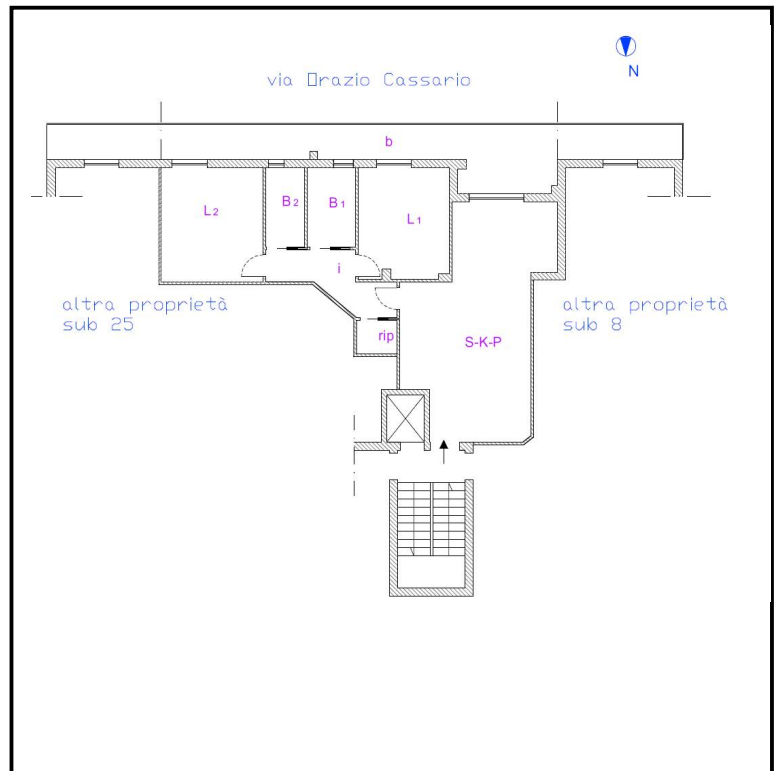 N
via Orazio Cassario
b
L2
B2
B1
L1
i
altra proprietà
sub 25
altra proprietà
sub 8
rip
S-K-P